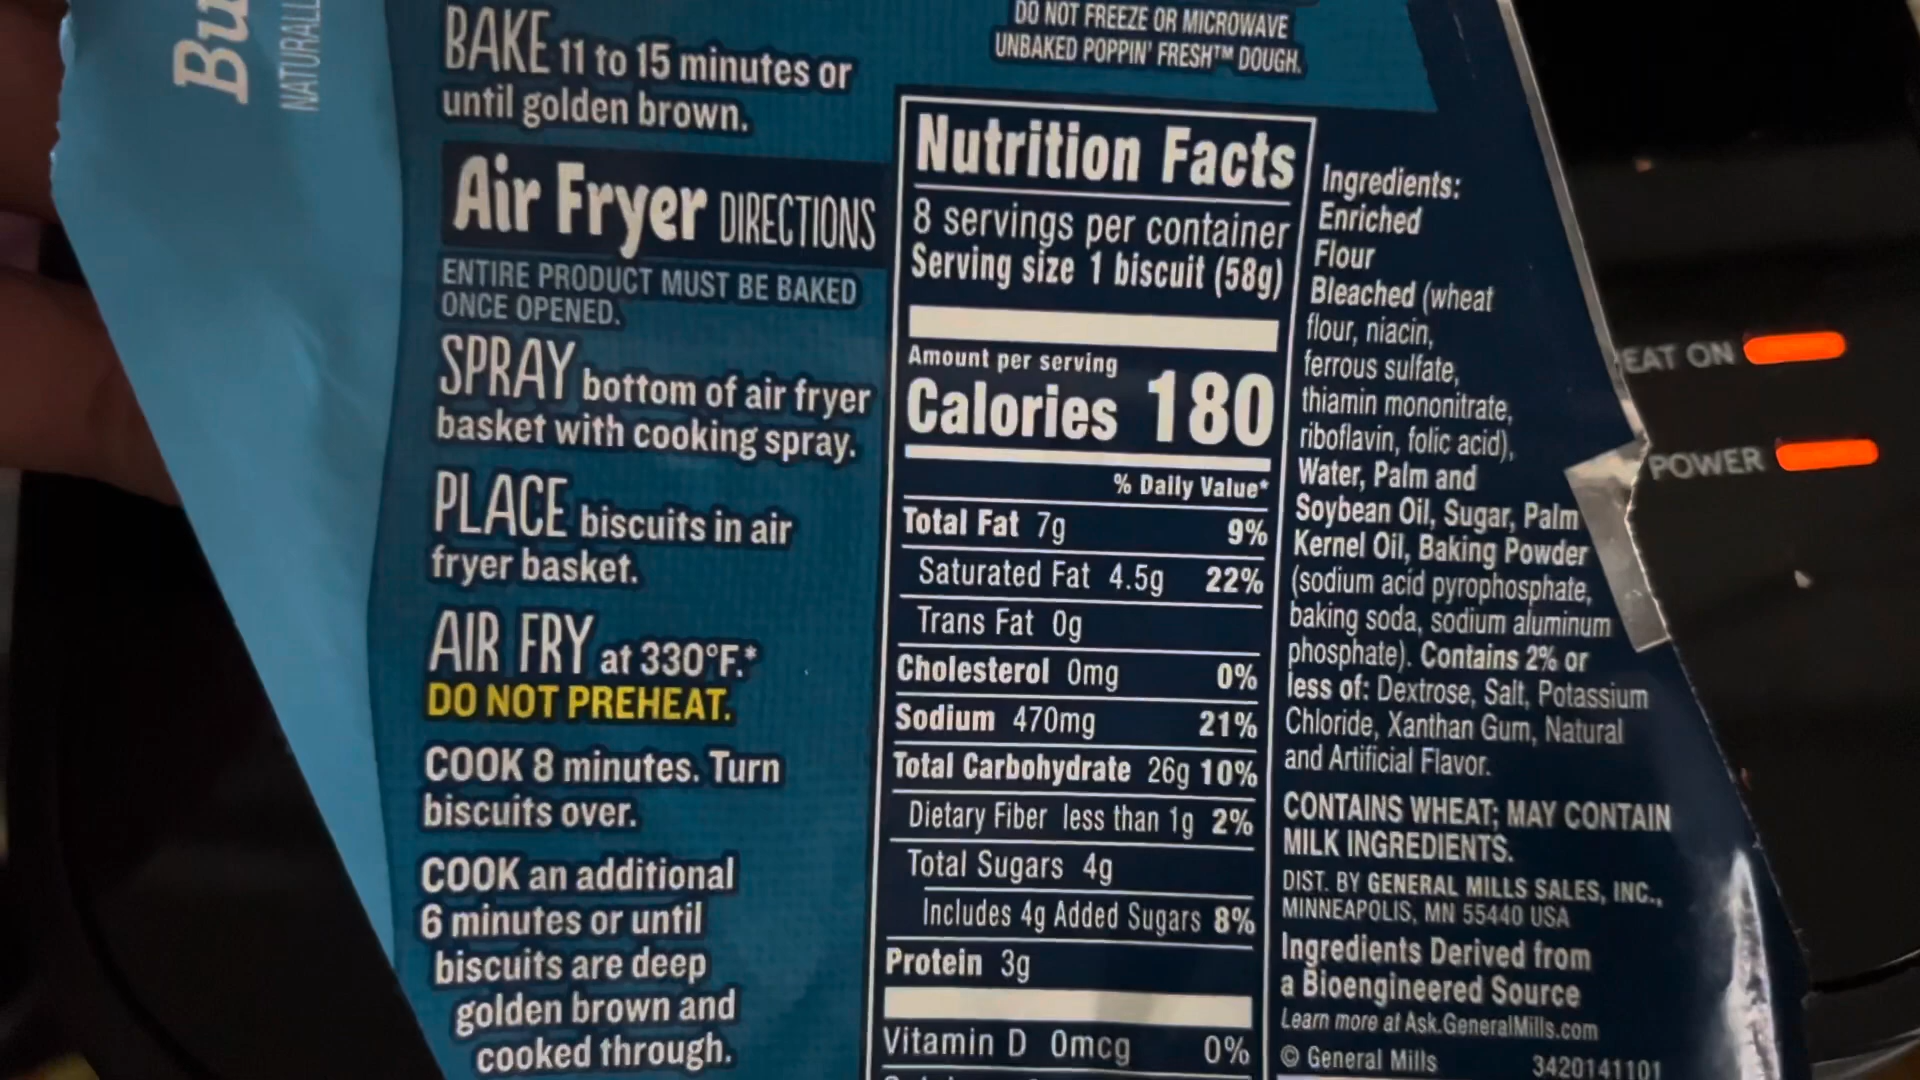 Bu
NATURALL
BAKE 11 to 15 minutes or
until golden brown.
Air Fryer DIRECTIONS
ENTIRE PRODUCT MUST BE BAKED
ONCE OPENED.
SPRAY bottom of air fryer
basket with cooking spray.
PLACE biscuits in air
fryer basket.
AIR FRY at 330°F.*
DO NOT PREHEAT.
COOK 8 minutes. Turn
biscuits over.
COOK an additional
6 minutes or until
biscuits are deep
golden brown and
cooked through.
DO NOT FREEZE OR MICROWAVE
UNBAKED POPPIN' FRESH™ DOUGH.
Nutrition Facts
8 servings per container
Serving size 1 biscuit (58g)
Amount per serving
Calories 180
% Daily Value*
Total Fat 7g 9%
Saturated Fat 4.5g 22%
Trans Fat 0g
Cholesterol 0mg 0%
Sodium 470mg 21%
Total Carbohydrate 26g 10%
Dietary Fiber less than 1g 2%
Total Sugars 4g
Includes 4g Added Sugars 8%
Protein 3g
Vitamin D 0mcg 0%
Ingredients:
Enriched
Flour
Bleached (wheat
flour, niacin,
ferrous sulfate,
thiamin mononitrate,
riboflavin, folic acid),
Water, Palm and
Soybean Oil, Sugar, Palm
Kernel Oil, Baking Powder
(sodium acid pyrophosphate,
baking soda, sodium aluminum
phosphate). Contains 2% or
less of: Dextrose, Salt, Potassium
Chloride, Xanthan Gum, Natural
and Artificial Flavor.
CONTAINS WHEAT; MAY CONTAIN
MILK INGREDIENTS.
DIST. BY GENERAL MILLS SALES, INC.,
MINNEAPOLIS, MN 55440 USA
Ingredients Derived from
a Bioengineered Source
Learn more at Ask.GeneralMills.com
© General Mills 3420141101
EAT ON
POWER